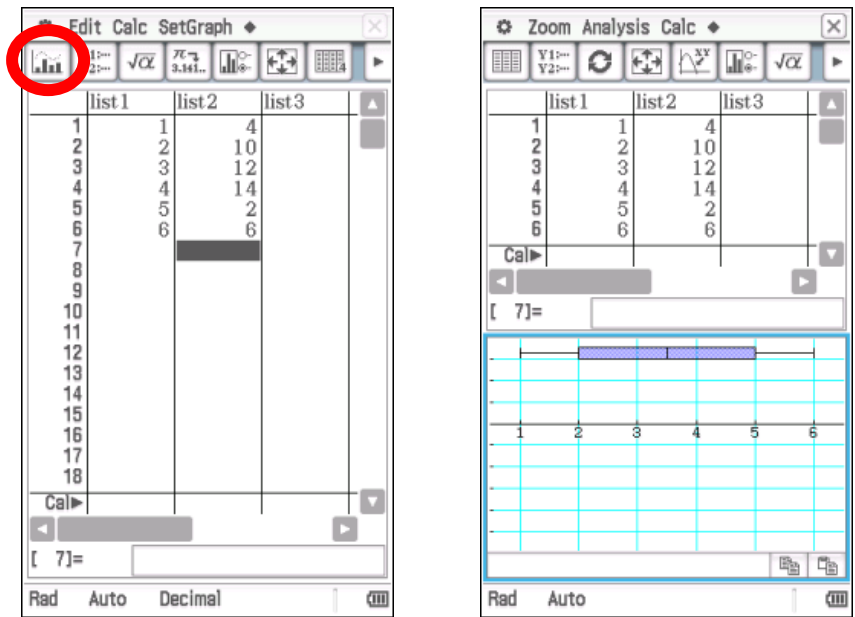 Edit Calc SetGraph
1:
2:
√α
π
3.141..
4
list1 list2 list3
1 1 4
2 2 10
3 3 12
4 4 14
5 5 2
6 6 6
7
8
9
10
11
12
13
14
15
16
17
18
Cal
[ 7]=
Rad Auto Decimal
Zoom Analysis Calc
Y1:
Y2:
XY
√α
list1 list2 list3
1 1 4
2 2 10
3 3 12
4 4 14
5 5 2
6 6 6
Cal
[ 7]=
1 2 3 4 5 6
Rad Auto